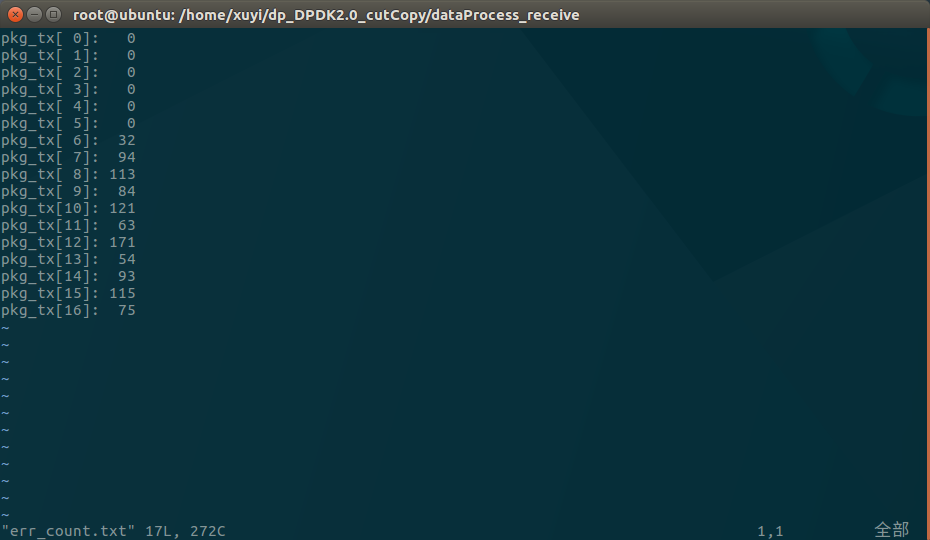 root@ubuntu: /home/xuyi/dp_DPDK2.0_cutCopy/dataProcess_receive
pkg_tx[ 0]:   0
pkg_tx[ 1]:   0
pkg_tx[ 2]:   0
pkg_tx[ 3]:   0
pkg_tx[ 4]:   0
pkg_tx[ 5]:   0
pkg_tx[ 6]:  32
pkg_tx[ 7]:  94
pkg_tx[ 8]: 113
pkg_tx[ 9]:  84
pkg_tx[10]: 121
pkg_tx[11]:  63
pkg_tx[12]: 171
pkg_tx[13]:  54
pkg_tx[14]:  93
pkg_tx[15]: 115
pkg_tx[16]:  75
~
~
~
~
~
~
~
~
~
~
~
~
"err_count.txt" 17L, 272C 1,1 全部